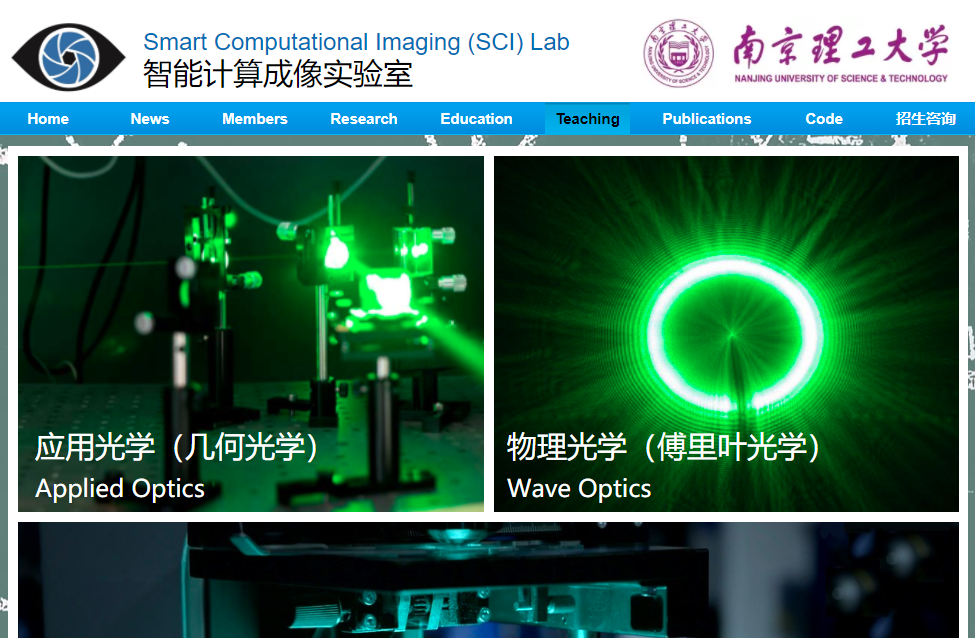 Smart Computational Imaging (SCI) Lab
智能计算成像实验室
南京理工大学
NANJING UNIVERSITY OF SCIENCE & TECHNOLOGY
Home News Members Research Education Teaching Publications Code 招生咨询
应用光学（几何光学）
Applied Optics
物理光学（傅里叶光学）
Wave Optics